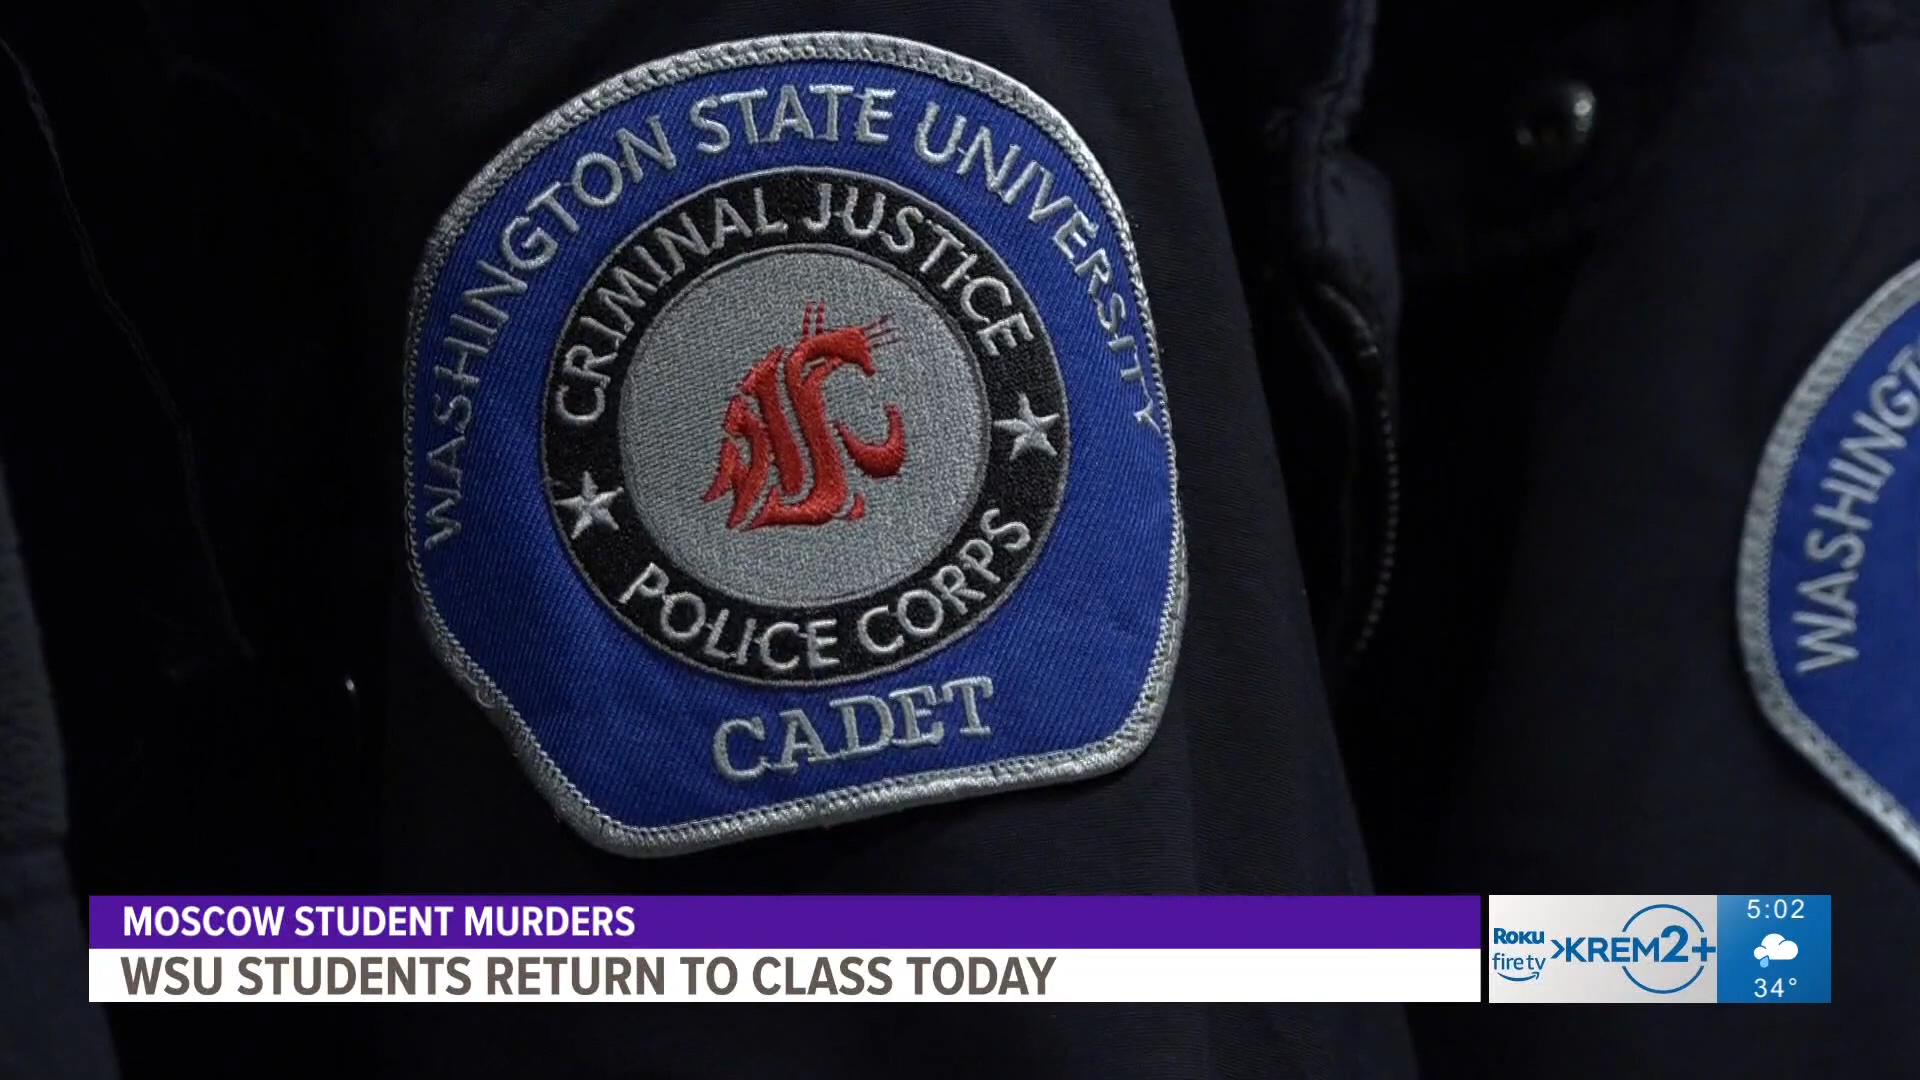 WASHINGTON STATE UNIVERSITY
CRIMINAL JUSTICE
POLICE CORPS
CADET
WASHINGT
MOSCOW STUDENT MURDERS
WSU STUDENTS RETURN TO CLASS TODAY
Roku
fire tv
KREM2+
5:02
34°